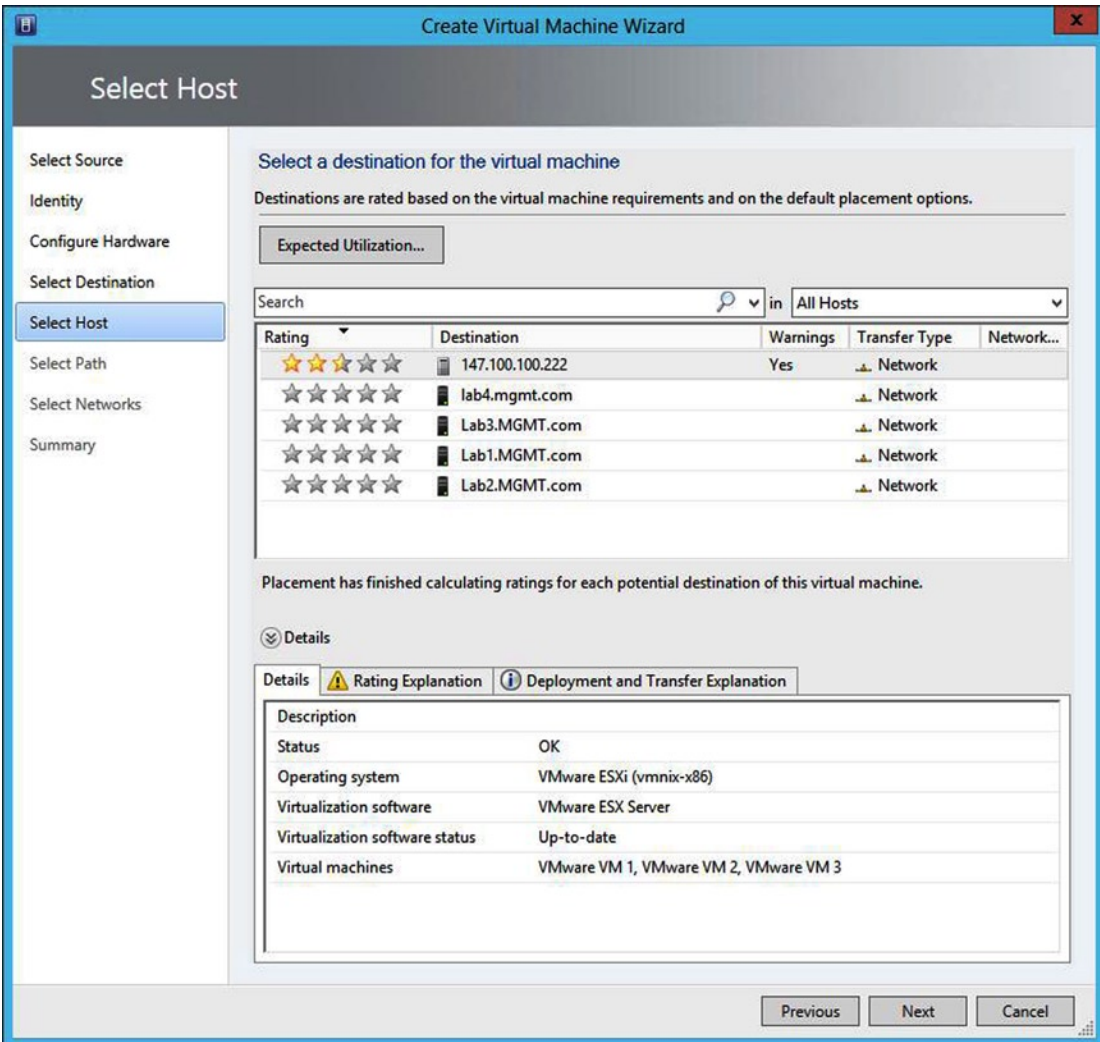 Create Virtual Machine Wizard
x
Select Host
Select Source
Identity
Configure Hardware
Select Destination
Select Host
Select Path
Select Networks
Summary
Select a destination for the virtual machine
Destinations are rated based on the virtual machine requirements and on the default placement options.
Expected Utilization...
Search in All Hosts
Rating Destination Warnings Transfer Type Network...
147.100.100.222 Yes Network
lab4.mgmt.com Network
Lab3.MGMT.com Network
Lab1.MGMT.com Network
Lab2.MGMT.com Network
Placement has finished calculating ratings for each potential destination of this virtual machine.
Details
Details Rating Explanation Deployment and Transfer Explanation
Description
Status OK
Operating system VMware ESXi (vmnix-x86)
Virtualization software VMware ESX Server
Virtualization software status Up-to-date
Virtual machines VMware VM 1, VMware VM 2, VMware VM 3
Previous Next Cancel